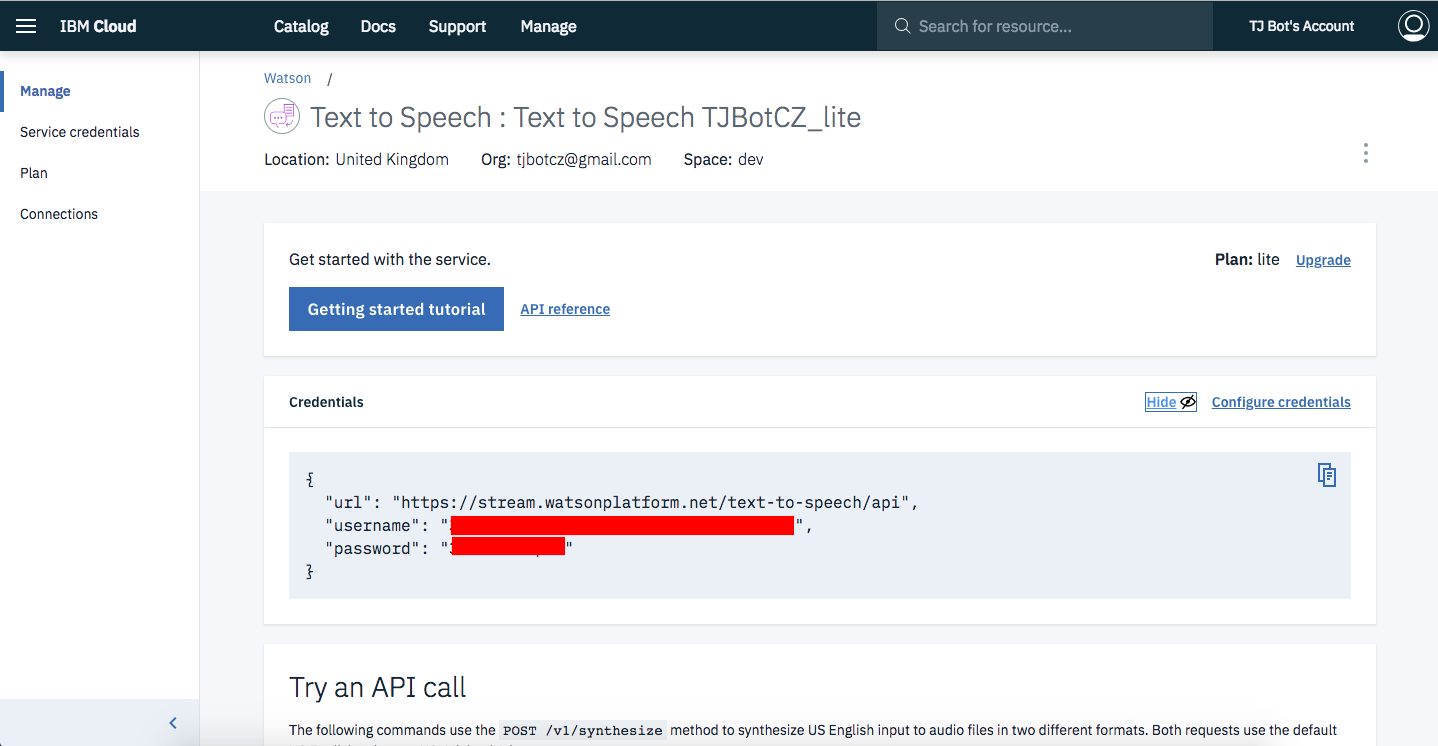 IBM Cloud
Catalog Docs Support Manage
Search for resource...
TJ Bot's Account
Manage
Service credentials
Plan
Connections
Watson /
Text to Speech : Text to Speech TJBotCZ_lite
Location: United Kingdom Org: tjbotcz@gmail.com Space: dev
Get started with the service.
Plan: lite Upgrade
Getting started tutorial API reference
Credentials
Hide Configure credentials
{
"url": "https://stream.watsonplatform.net/text-to-speech/api",
"username": "",
"password": ""
}
Try an API call
The following commands use the POST /v1/synthesize method to synthesize US English input to audio files in two different formats. Both requests use the default